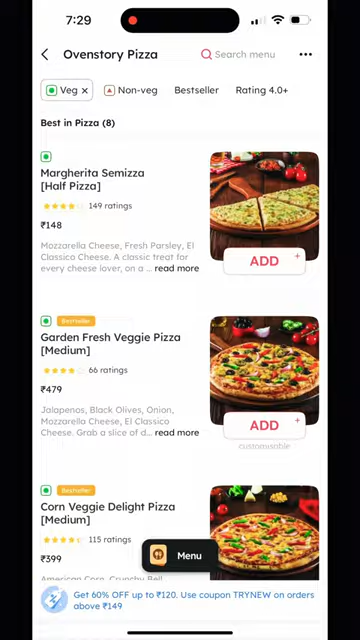 7:29
Ovenstory Pizza
Search menu
Veg
Non-veg
Bestseller
Rating 4.0+
Best in Pizza (8)
Margherita Semizza
[Half Pizza]
149 ratings
₹148
Mozzarella Cheese, Fresh Parsley, El
Classico Cheese. A classic treat for
every cheese lover, on a ... read more
ADD
Bestseller
Garden Fresh Veggie Pizza
[Medium]
66 ratings
₹479
Jalapenos, Black Olives, Onion,
Mozzarella Cheese, El Classico
Cheese. Grab a slice of d... read more
ADD
customisable
Bestseller
Corn Veggie Delight Pizza
[Medium]
115 ratings
₹399
American Corn, Crunchy Bell
Menu
Get 60% OFF up to ₹120. Use coupon TRYNEW on orders
above ₹149